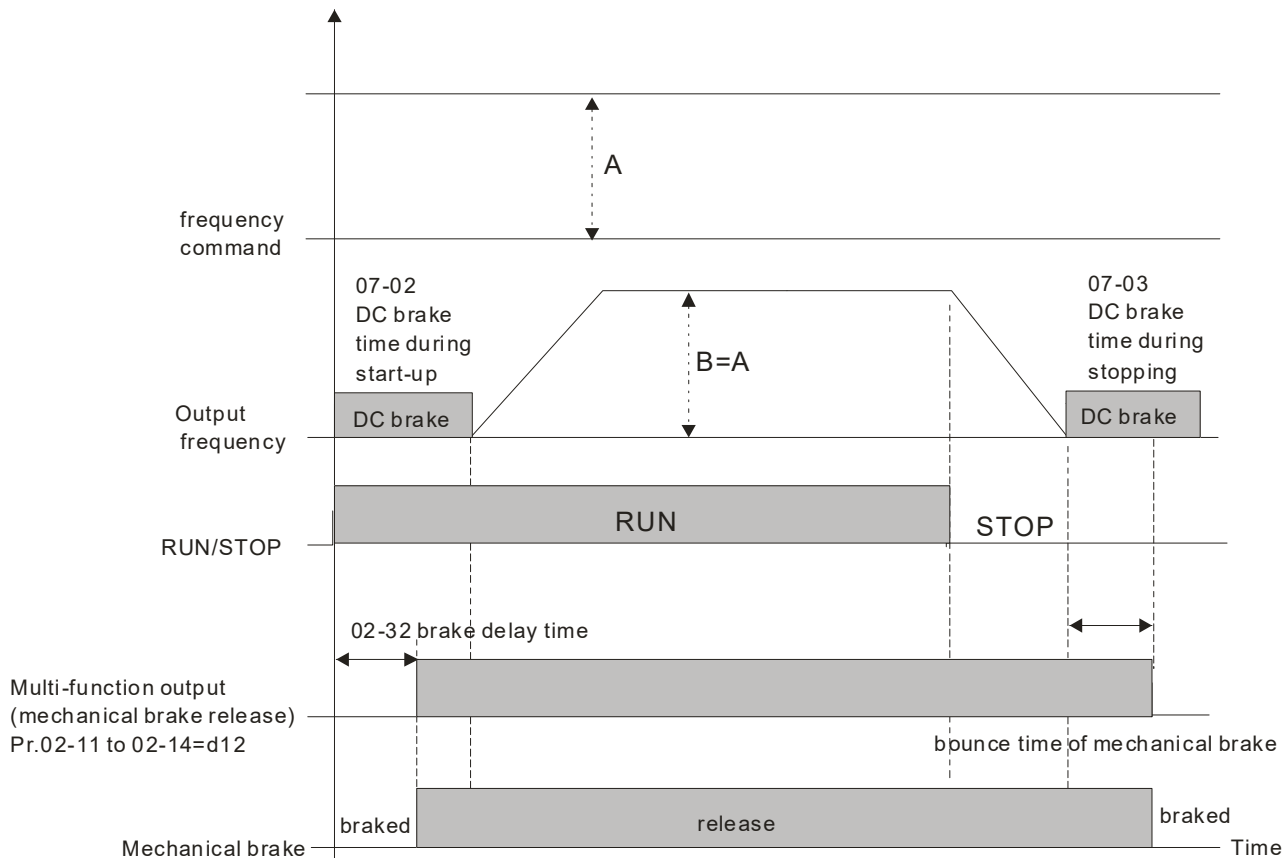 A
frequency
command
07-02
DC brake
time during
start-up
07-03
DC brake
time during
stopping
B=A
Output
frequency
DC brake
DC brake
RUN
STOP
RUN/STOP
02-32 brake delay time
Multi-function output
(mechanical brake release)
Pr.02-11 to 02-14=d12
bounce time of mechanical brake
braked
release
braked
Mechanical brake
Time